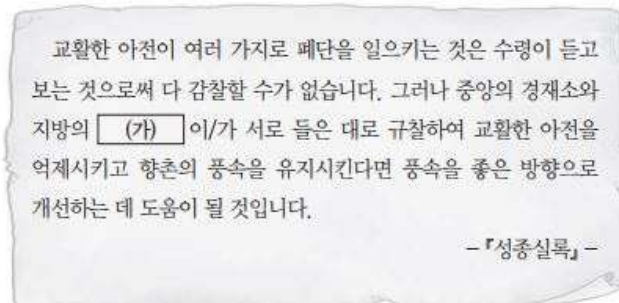 교활한 아전이 여러 가지로 폐단을 일으키는 것은 수령이 듣고
보는 것으로써 다 감찰할 수가 없습니다. 그러나 중앙의 경재소와
지방의 (가) 이/가 서로 들은 대로 규찰하여 교활한 아전을
억제시키고 향촌의 풍속을 유지시킨다면 풍속을 좋은 방향으로
개선하는 데 도움이 될 것입니다.
-『성종실록』-